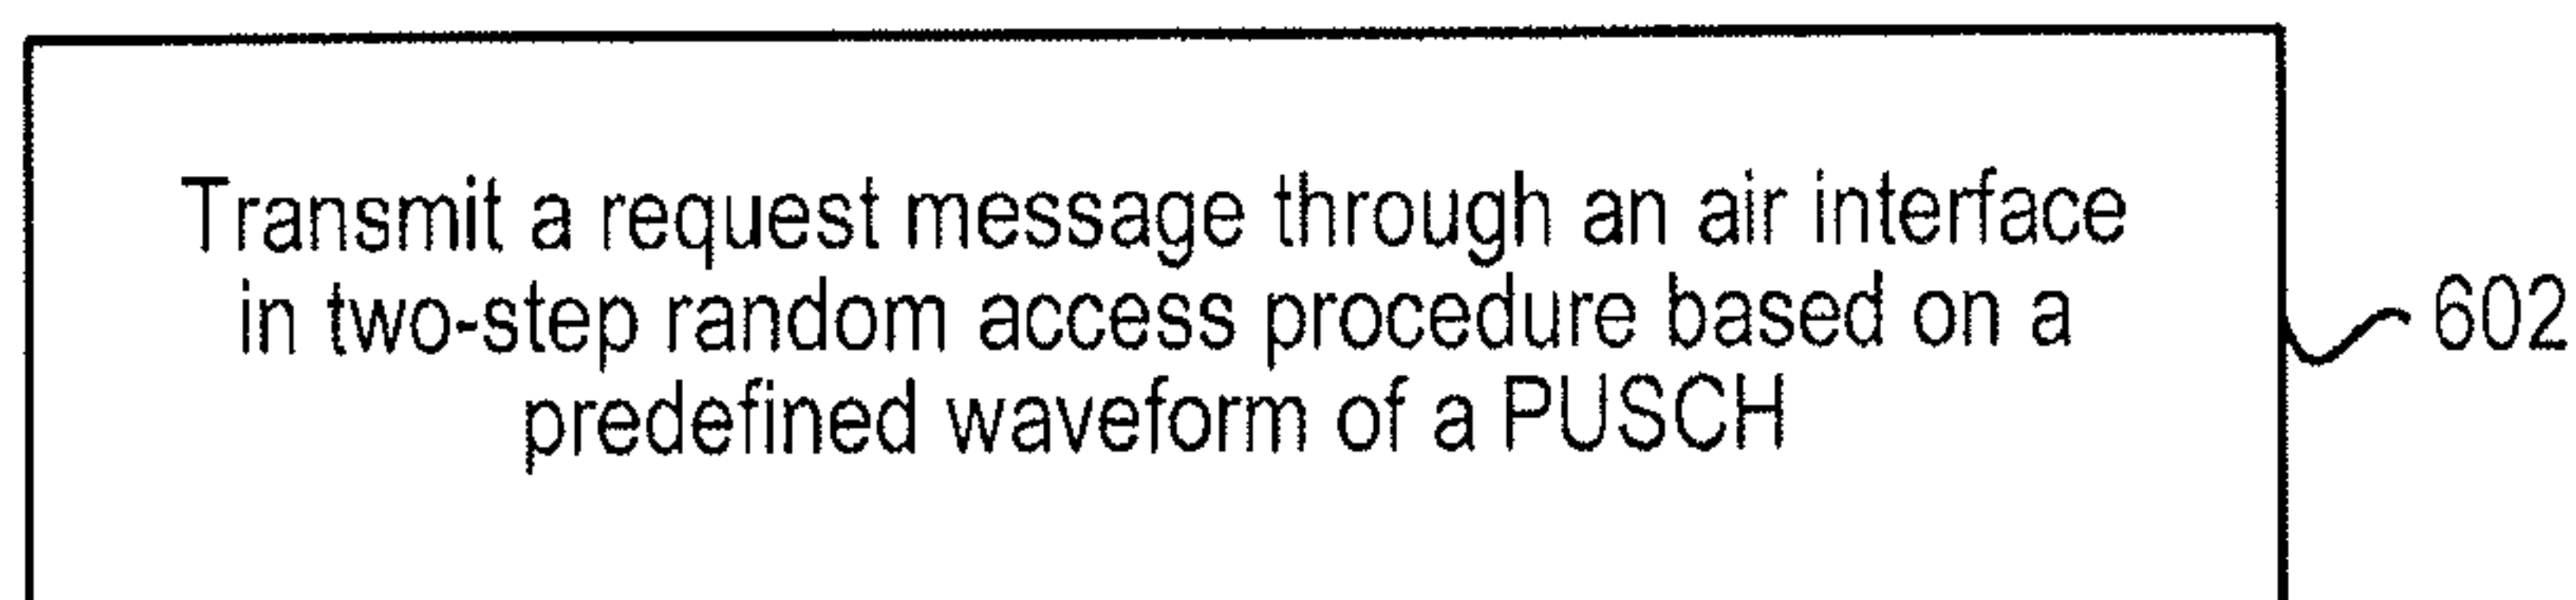 Transmit a request message through an air interface
in two-step random access procedure based on a
predefined waveform of a PUSCH
602